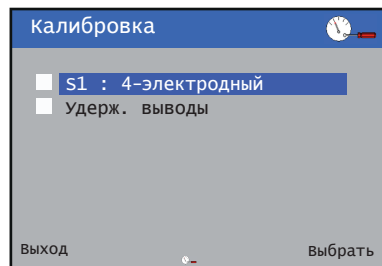 Калибровка
S1 : 4-электродный
Удерж. выводы
Выход
Выбрать